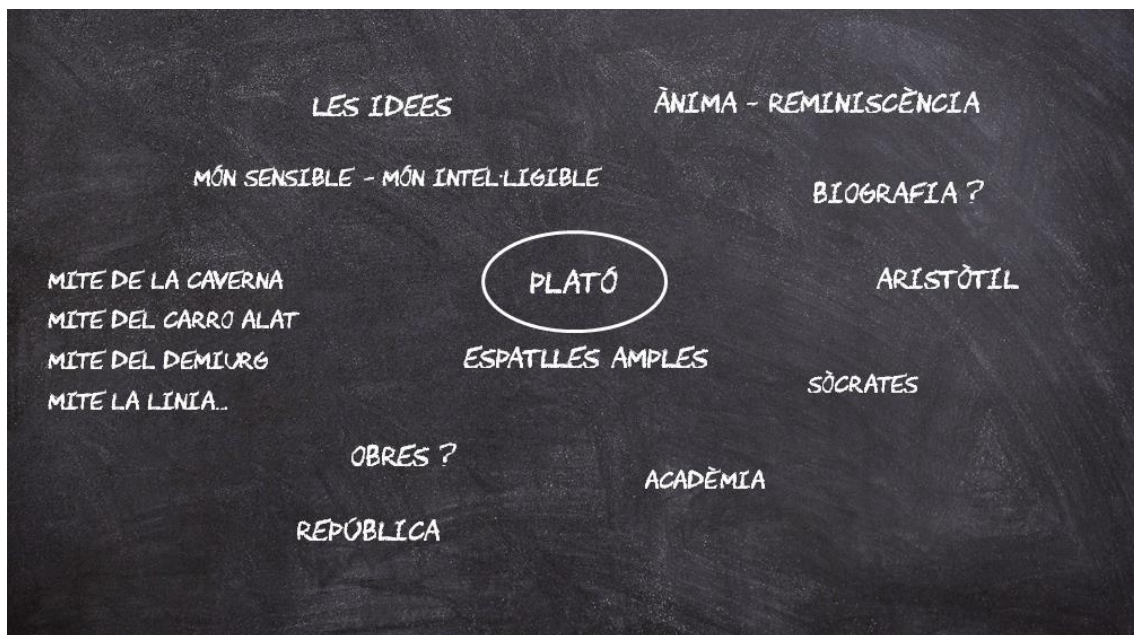 LES IDEES
ÀNIMA - REMINISCÈNCIA
MÓN SENSIBLE - MÓN INTEL·LIGIBLE
BIOGRAFIA ?
MITE DE LA CAVERNA
MITE DEL CARRO ALAT
MITE DEL DEMIURG
MITE LA LINIA...
PLATÓ
ESPATLLES AMPLES
ARISTÒTIL
SÒCRATES
OBRES ?
ACADÈMIA
REPÚBLICA